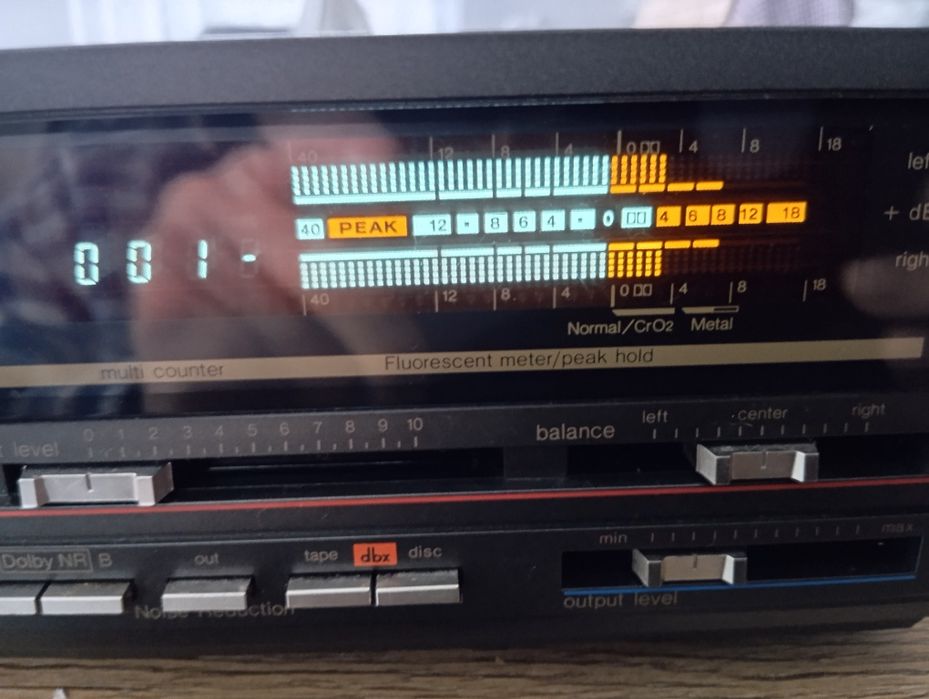 40 12 8 4 0 DD 4 8 18
left
40 PEAK 12 • 8 6 4 • 0 DD 4 6 8 12 18
+ dB
001-
right
40 12 8 4 0 DD 4 8 18
Normal/CrO2 Metal
multi counter Fluorescent meter/peak hold
level 0 1 2 3 4 5 6 7 8 9 10
balance left center right
Dolby NR B out tape dbx disc
Noise Reduction
min max
output level